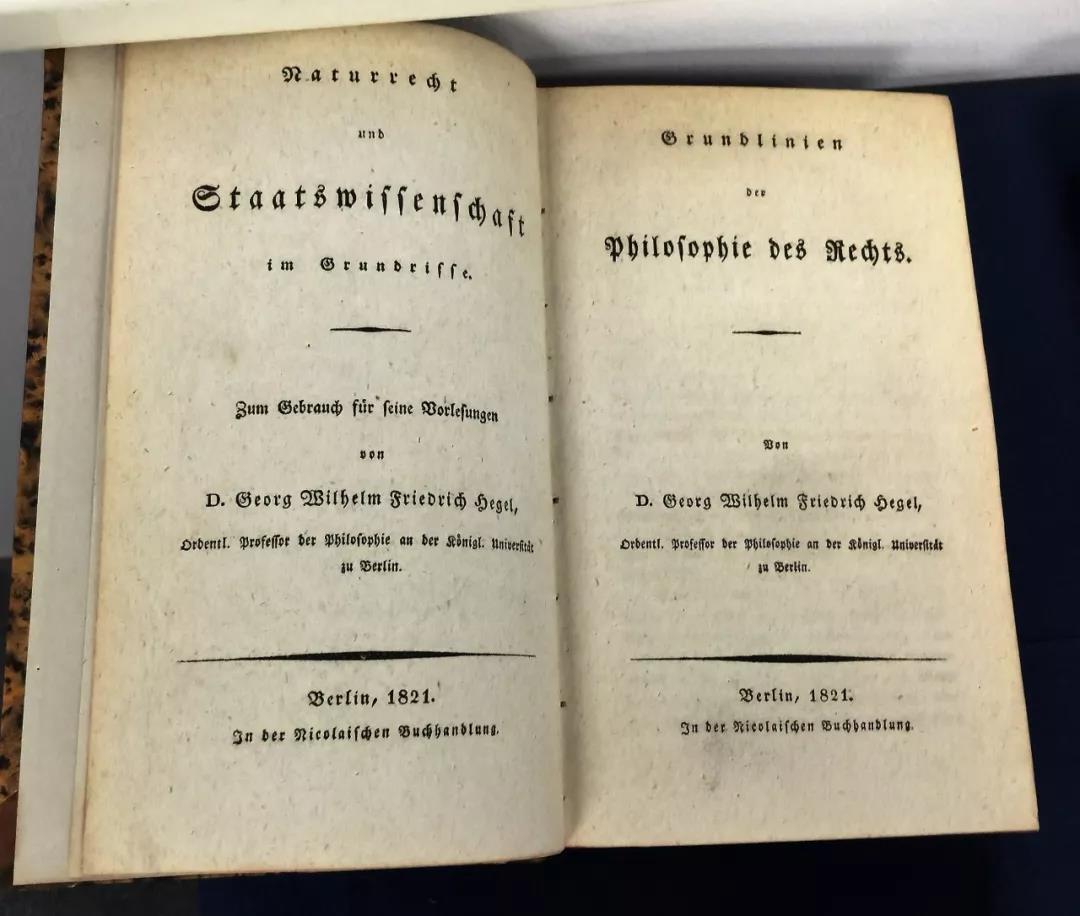 Naturrecht
und
Staatswiſſenſchaft
im Grundriſſe.
Zum Gebrauch für ſeine Vorleſungen
von
D. Georg Wilhelm Friedrich Hegel,
Ordentl. Profeſſor der Philoſophie an der Königl. Univerſität
zu Berlin.
Berlin, 1821.
In der Nicolaiſchen Buchhandlung.
Grundlinien
der
Philoſophie des Rechts.
Von
D. Georg Wilhelm Friedrich Hegel,
Ordentl. Profeſſor der Philoſophie an der Königl. Univerſität
zu Berlin.
Berlin, 1821.
In der Nicolaiſchen Buchhandlung.